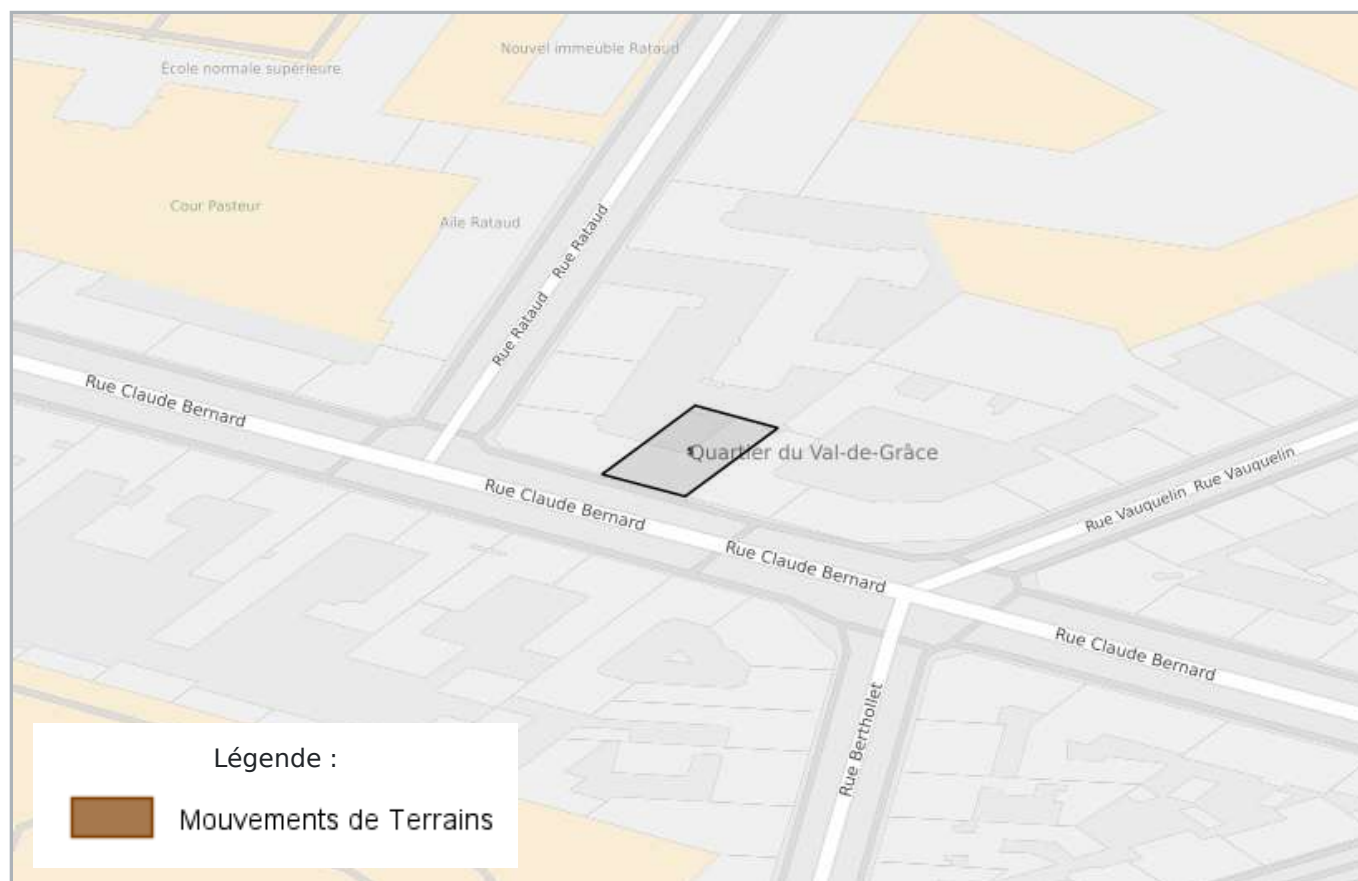 Nouvel immeuble Rataud
École normale supérieure
Cour Pasteur
Aile Rataud
Rue Rataud
Rue Rataud
Rue Claude Bernard
Quartier du Val-de-Grâce
Rue Vauquelin
Rue Vauquelin
Rue Claude Bernard
Rue Claude Bernard
Rue Claude Bernard
Rue Berthollet
Légende :
Mouvements de Terrains